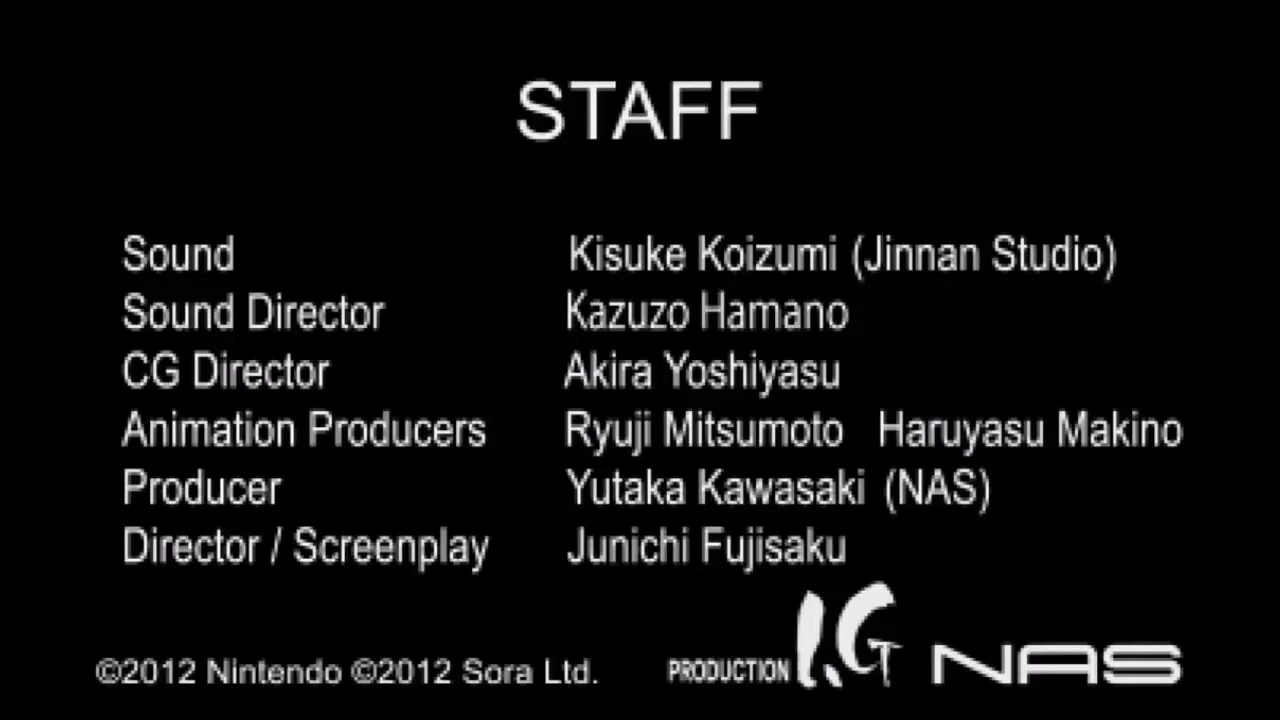 STAFF
Sound Kisuke Koizumi (Jinnan Studio)
Sound Director Kazuzo Hamano
CG Director Akira Yoshiyasu
Animation Producers Ryuji Mitsumoto Haruyasu Makino
Producer Yutaka Kawasaki (NAS)
Director / Screenplay Junichi Fujisaku
©2012 Nintendo ©2012 Sora Ltd. PRODUCTION I.G NAS